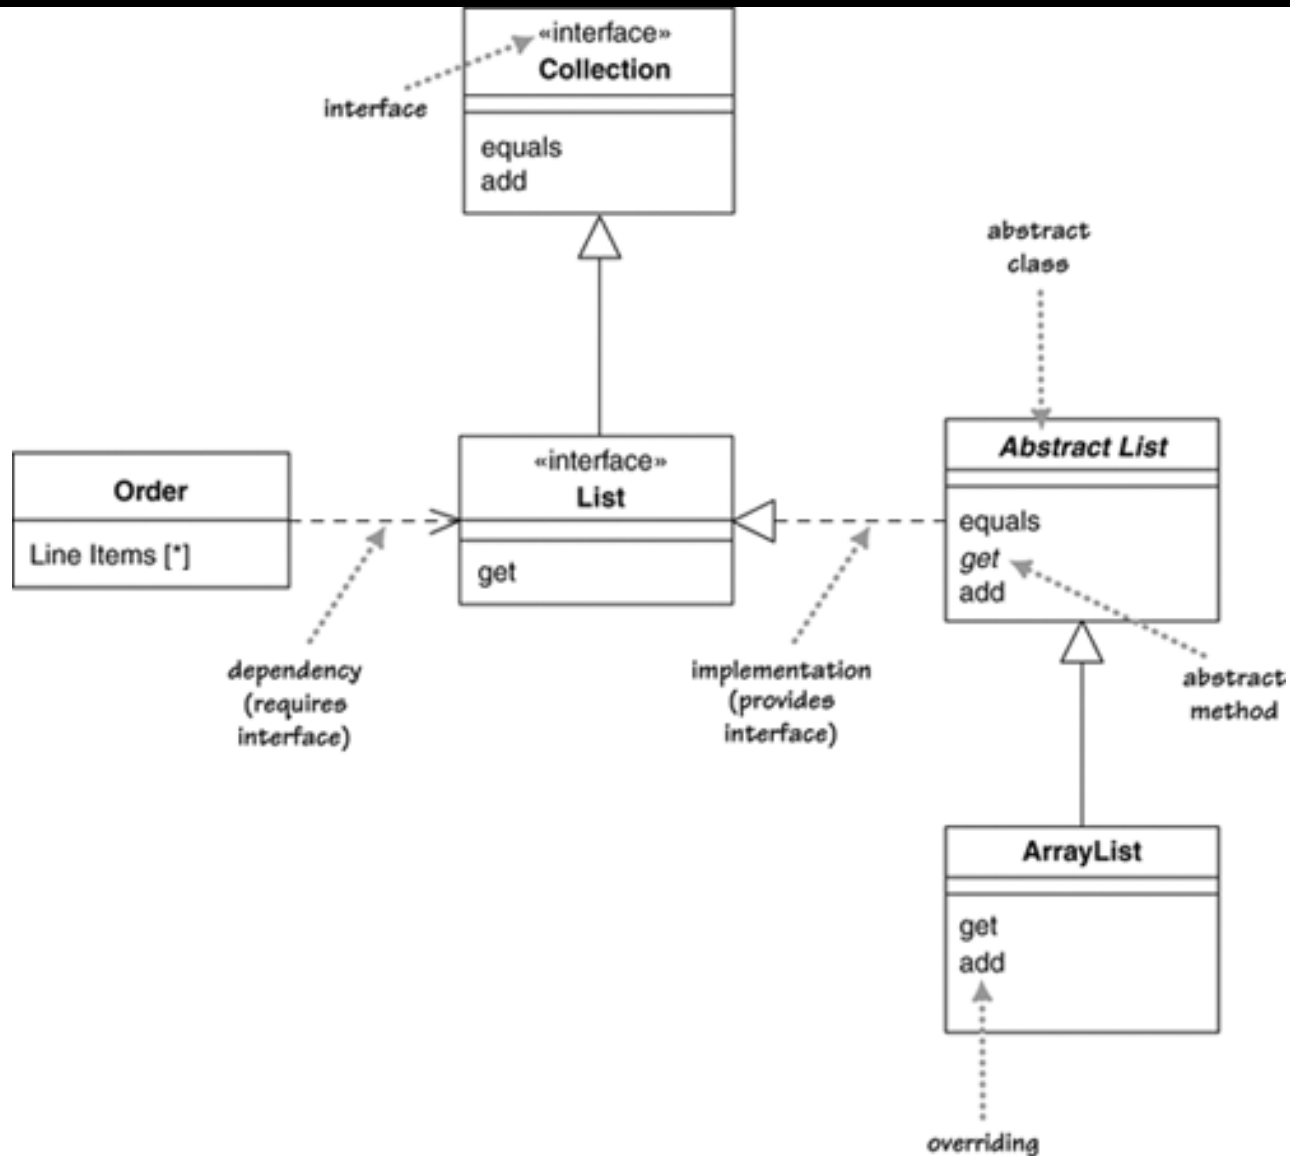 «interface»
Collection
interface
equals
add
abstract
class
«interface»
List
get
Abstract List
equals
get
add
Order
Line Items [*]
dependency
(requires
interface)
implementation
(provides
interface)
abstract
method
ArrayList
get
add
overriding